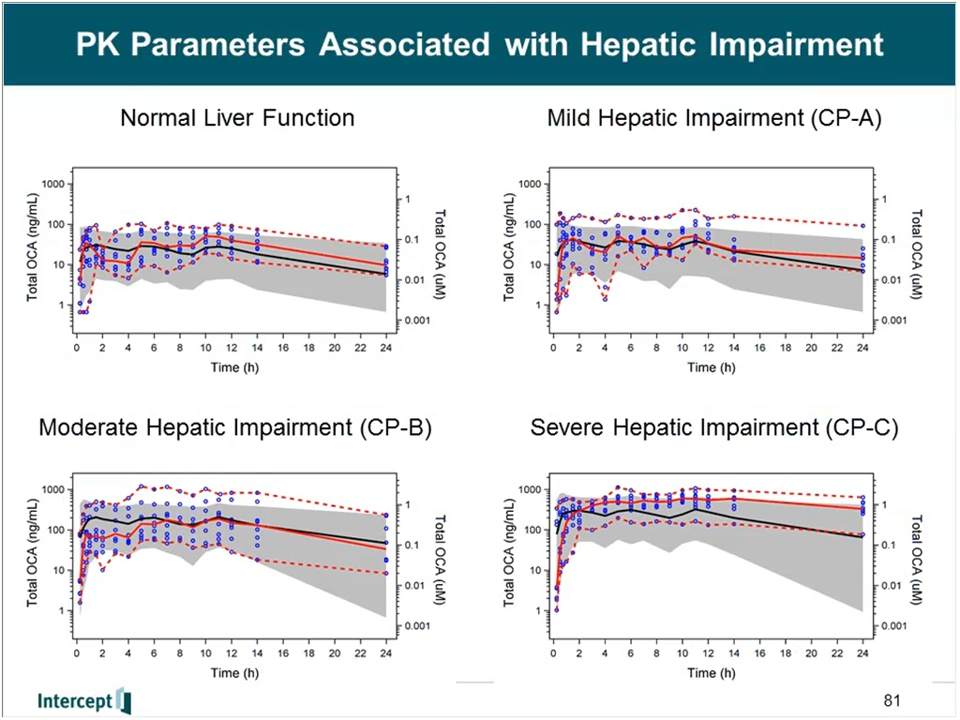 PK Parameters Associated with Hepatic Impairment
Normal Liver Function
Total OCA (ng/mL)
1000
100
10
1
1
0.1
0.01
0.001
Total OCA (uM)
0 2 4 6 8 10 12 14 16 18 20 22 24
Time (h)
Mild Hepatic Impairment (CP-A)
Total OCA (ng/mL)
1000
100
10
1
1
0.1
0.01
0.001
Total OCA (uM)
0 2 4 6 8 10 12 14 16 18 20 22 24
Time (h)
Moderate Hepatic Impairment (CP-B)
Total OCA (ng/mL)
1000
100
10
1
1
0.1
0.01
0.001
Total OCA (uM)
0 2 4 6 8 10 12 14 16 18 20 22 24
Time (h)
Severe Hepatic Impairment (CP-C)
Total OCA (ng/mL)
1000
100
10
1
1
0.1
0.01
0.001
Total OCA (uM)
0 2 4 6 8 10 12 14 16 18 20 22 24
Time (h)
Intercept
81